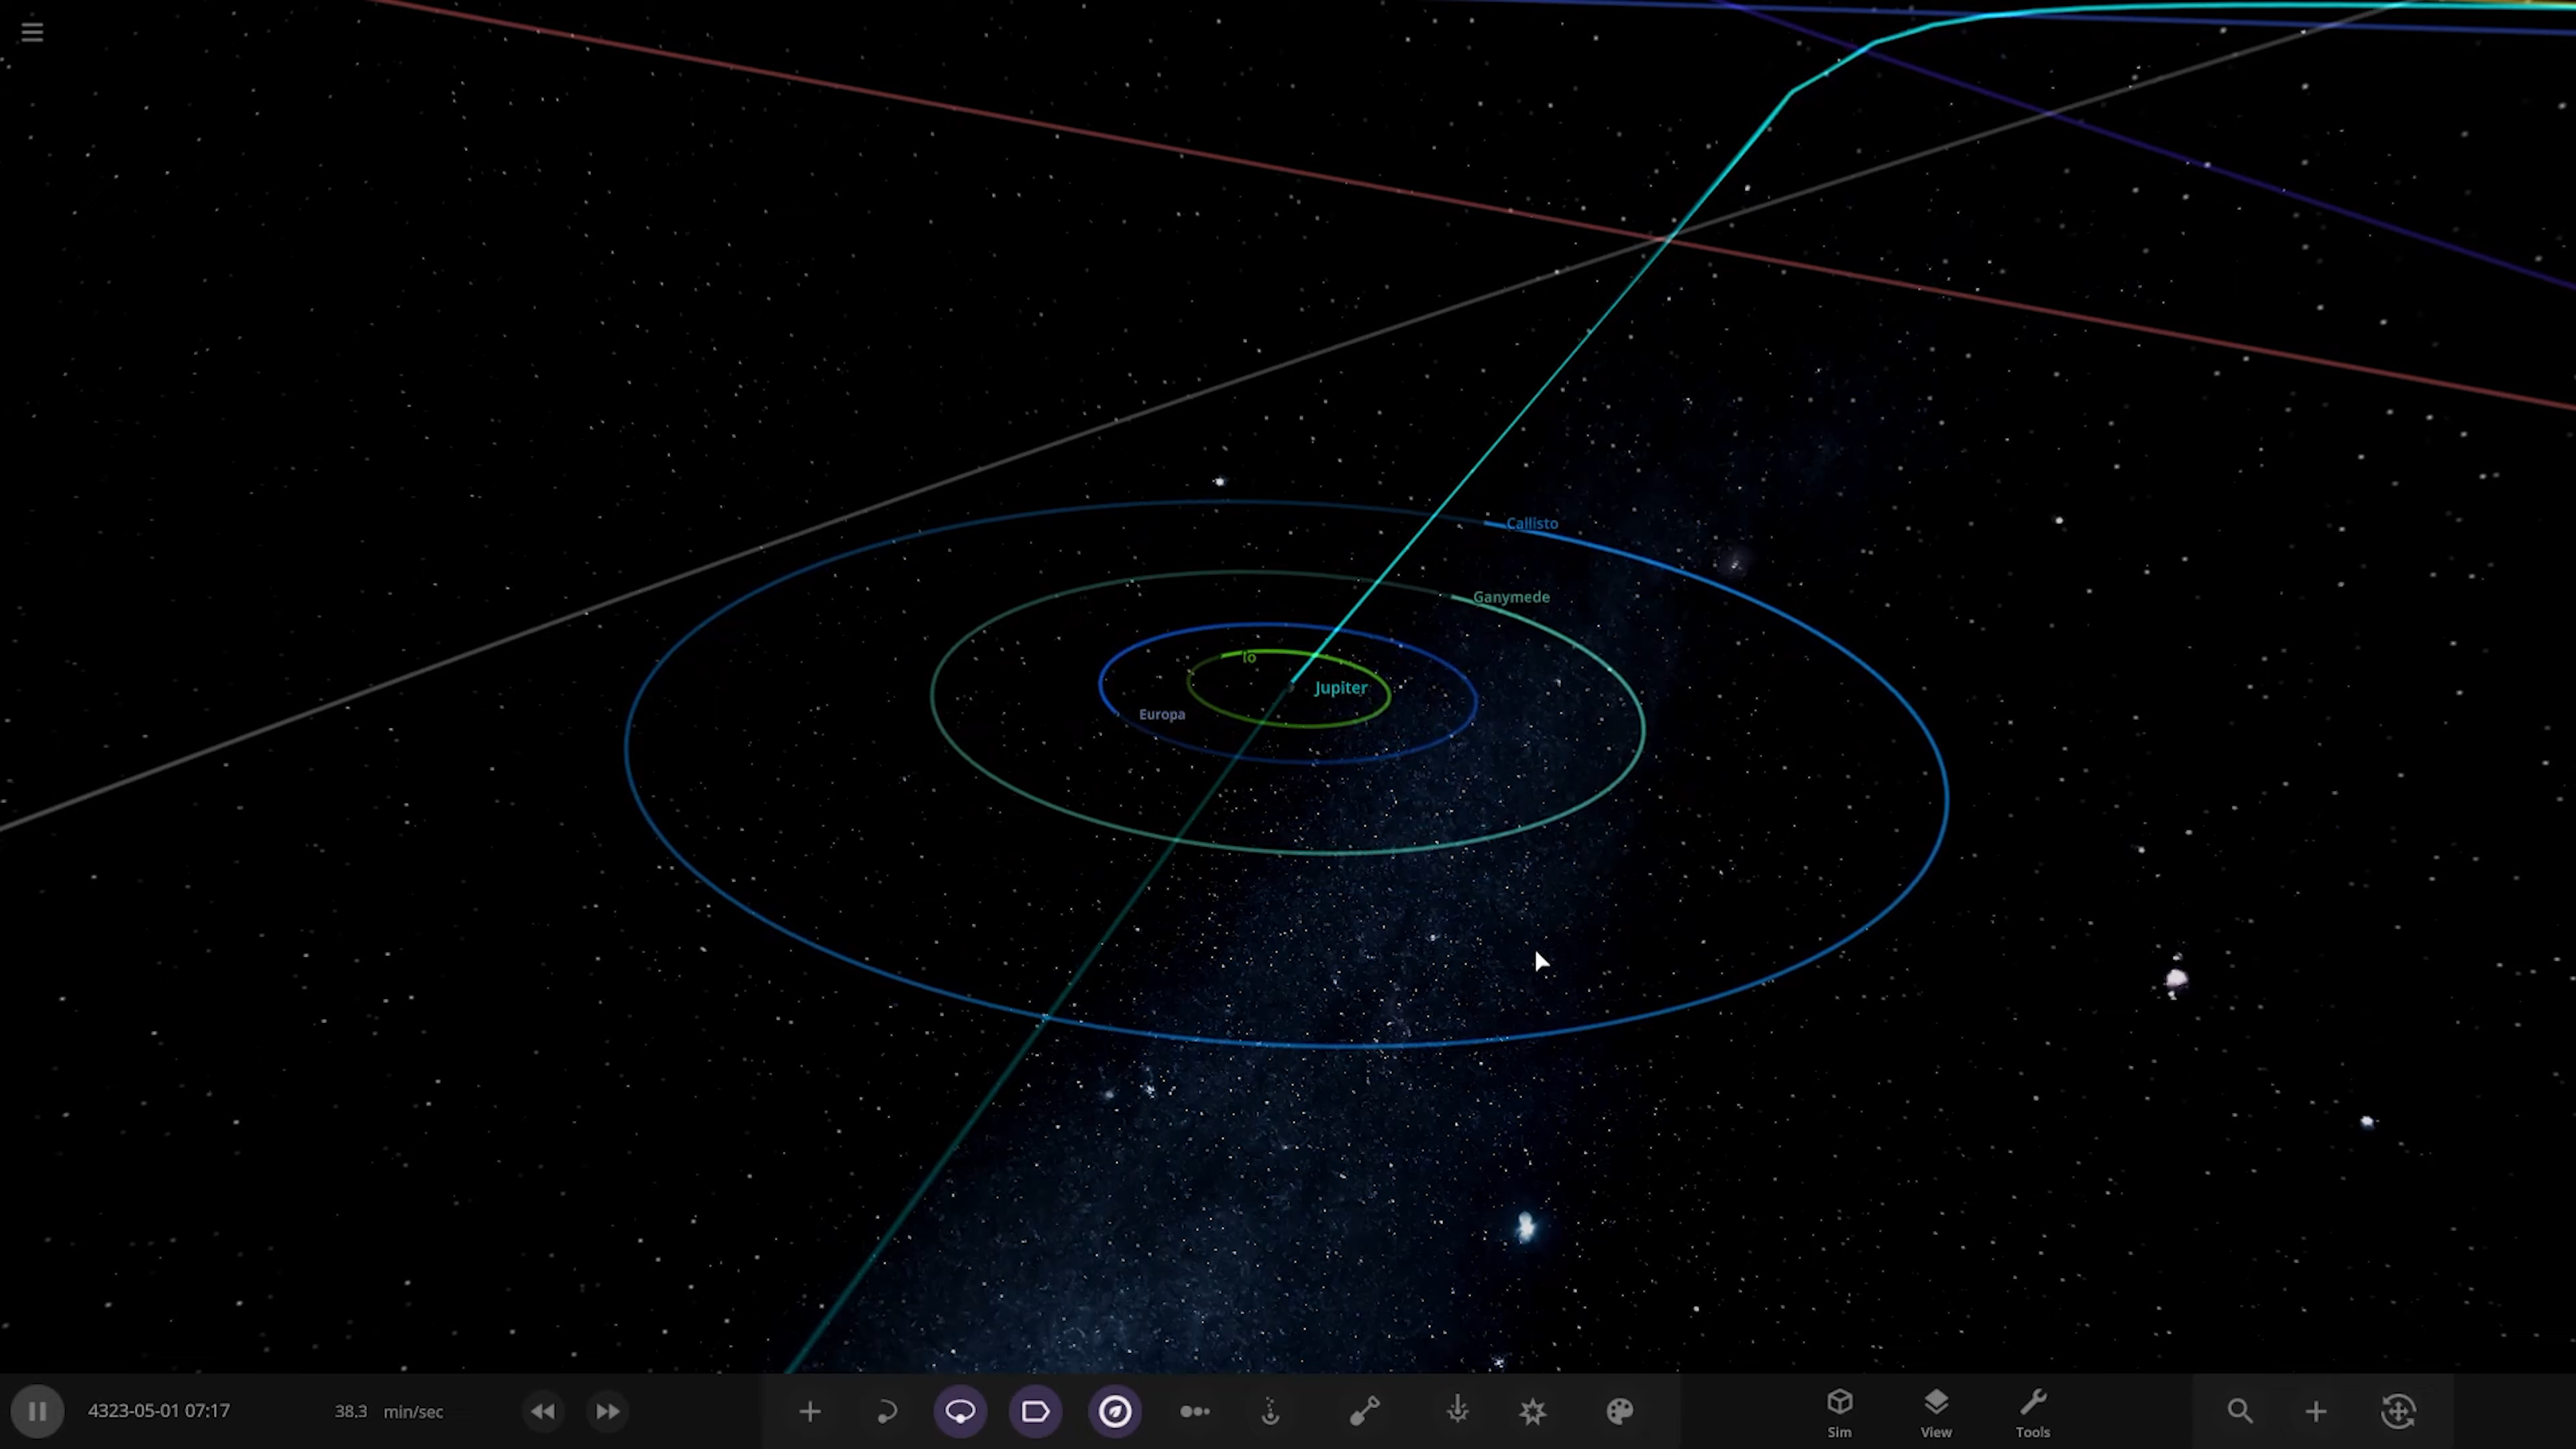 Callisto
Ganymede
Io
Jupiter
Europa
4323-05-01 07:17 38.3 min/sec
Sim View Tools